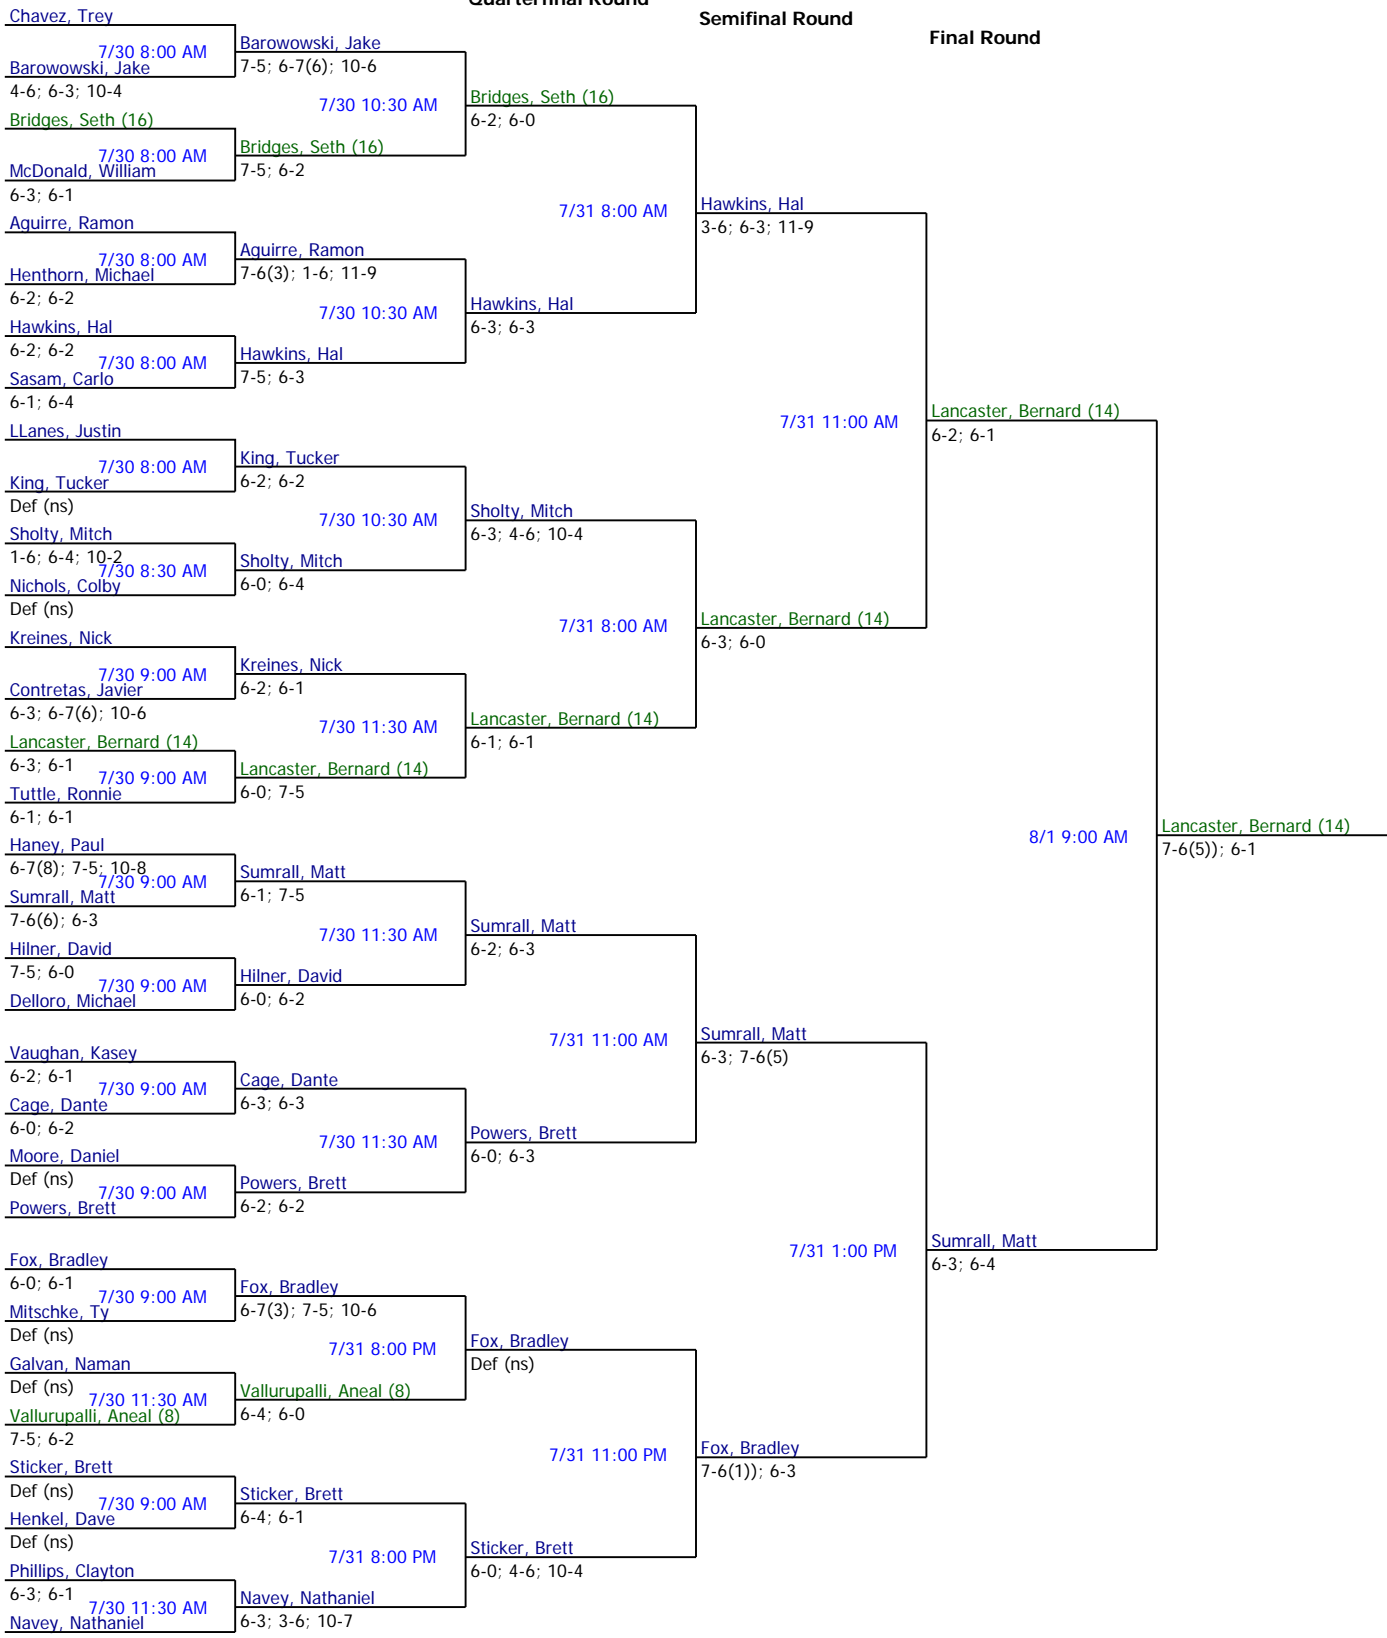 Quarterfinal Round
Semifinal Round
Final Round
Chavez, Trey
7/30 8:00 AM
Barowowski, Jake
4-6; 6-3; 10-4
Bridges, Seth (16)
7/30 8:00 AM
McDonald, William
6-3; 6-1
Aguirre, Ramon
7/30 8:00 AM
Henthorn, Michael
6-2; 6-2
Hawkins, Hal
6-2; 6-2
7/30 8:00 AM
Sasam, Carlo
6-1; 6-4
LLanes, Justin
7/30 8:00 AM
King, Tucker
Def (ns)
Sholty, Mitch
1-6; 6-4; 10-2
7/30 8:30 AM
Nichols, Colby
Def (ns)
Kreines, Nick
7/30 9:00 AM
Contretas, Javier
6-3; 6-7(6); 10-6
Lancaster, Bernard (14)
6-3; 6-1
7/30 9:00 AM
Tuttle, Ronnie
6-1; 6-1
Haney, Paul
6-7(8); 7-5; 10-8
7/30 9:00 AM
Sumrall, Matt
7-6(6); 6-3
Hilner, David
7-5; 6-0
7/30 9:00 AM
Delloro, Michael
Vaughan, Kasey
6-2; 6-1
7/30 9:00 AM
Cage, Dante
6-0; 6-2
Moore, Daniel
Def (ns)
7/30 9:00 AM
Powers, Brett
Fox, Bradley
6-0; 6-1
7/30 9:00 AM
Mitschke, Ty
Def (ns)
Galvan, Naman
Def (ns)
7/30 11:30 AM
Vallurupalli, Aneal (8)
7-5; 6-2
Sticker, Brett
Def (ns)
7/30 9:00 AM
Henkel, Dave
Def (ns)
Phillips, Clayton
6-3; 6-1
7/30 11:30 AM
Navey, Nathaniel
Barowowski, Jake
7-5; 6-7(6); 10-6
7/30 10:30 AM
Bridges, Seth (16)
7-5; 6-2
Aguirre, Ramon
7-6(3); 1-6; 11-9
7/30 10:30 AM
Hawkins, Hal
7-5; 6-3
King, Tucker
6-2; 6-2
7/30 10:30 AM
Sholty, Mitch
6-0; 6-4
Kreines, Nick
6-2; 6-1
7/30 11:30 AM
Lancaster, Bernard (14)
6-0; 7-5
Sumrall, Matt
6-1; 7-5
7/30 11:30 AM
Hilner, David
6-0; 6-2
Cage, Dante
6-3; 6-3
7/30 11:30 AM
Powers, Brett
6-2; 6-2
Fox, Bradley
6-7(3); 7-5; 10-6
7/31 8:00 PM
Vallurupalli, Aneal (8)
6-4; 6-0
Sticker, Brett
6-4; 6-1
7/31 8:00 PM
Navey, Nathaniel
6-3; 3-6; 10-7
Bridges, Seth (16)
6-2; 6-0
7/31 8:00 AM
Hawkins, Hal
6-3; 6-3
Sholty, Mitch
6-3; 4-6; 10-4
7/31 8:00 AM
Lancaster, Bernard (14)
6-1; 6-1
Sumrall, Matt
6-2; 6-3
7/31 11:00 AM
Powers, Brett
6-0; 6-3
Fox, Bradley
Def (ns)
7/31 11:00 PM
Sticker, Brett
6-0; 4-6; 10-4
Hawkins, Hal
3-6; 6-3; 11-9
7/31 11:00 AM
Lancaster, Bernard (14)
6-3; 6-0
Sumrall, Matt
6-3; 7-6(5)
7/31 1:00 PM
Fox, Bradley
7-6(1)); 6-3
Lancaster, Bernard (14)
6-2; 6-1
8/1 9:00 AM
Sumrall, Matt
6-3; 6-4
Lancaster, Bernard (14)
7-6(5)); 6-1